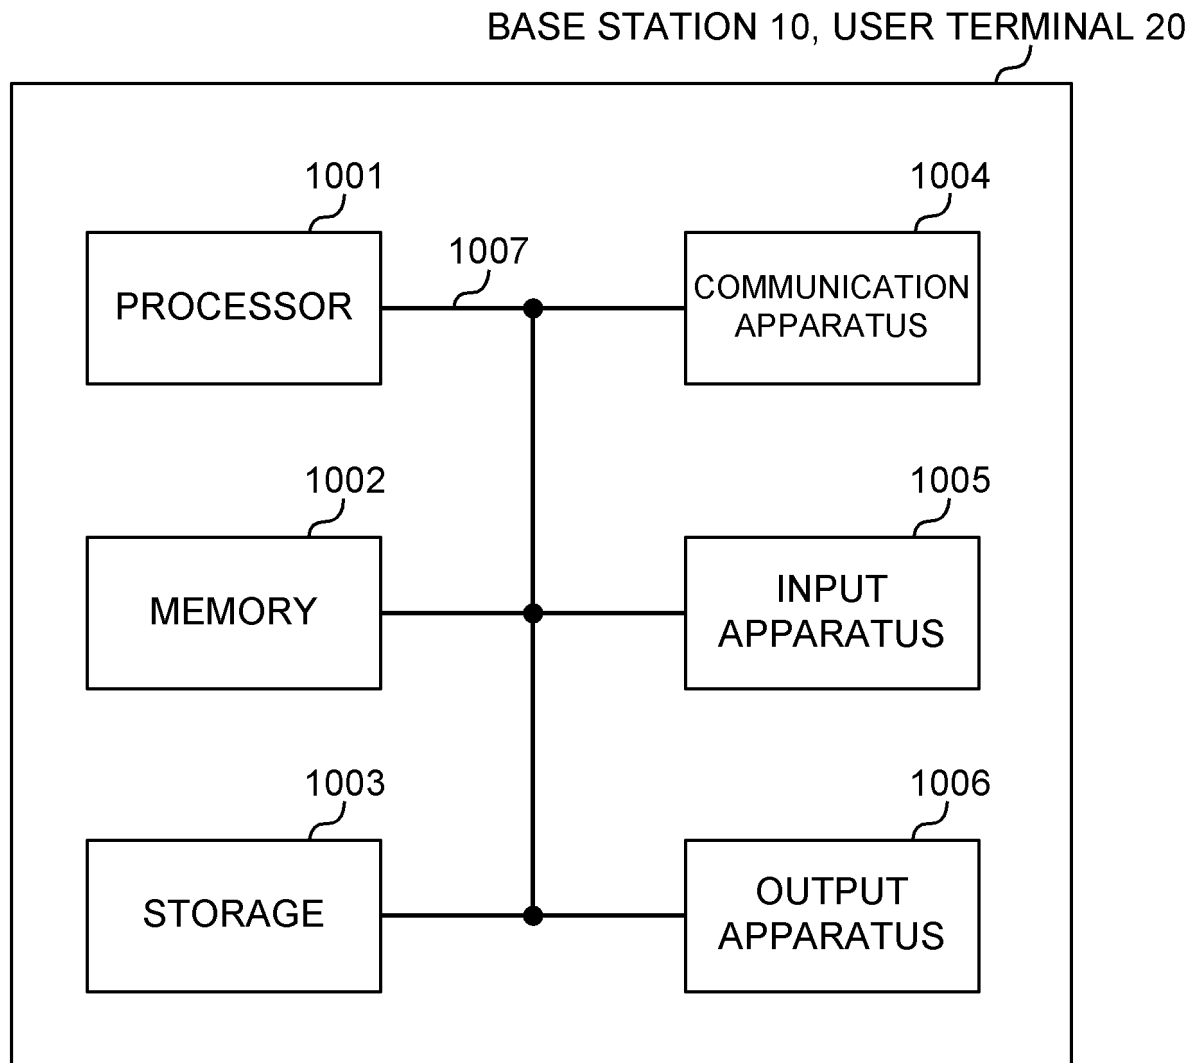 BASE STATION 10, USER TERMINAL 20
1001
1004
1007
PROCESSOR
COMMUNICATION
APPARATUS
1002
1005
MEMORY
INPUT
APPARATUS
1003
1006
STORAGE
OUTPUT
APPARATUS